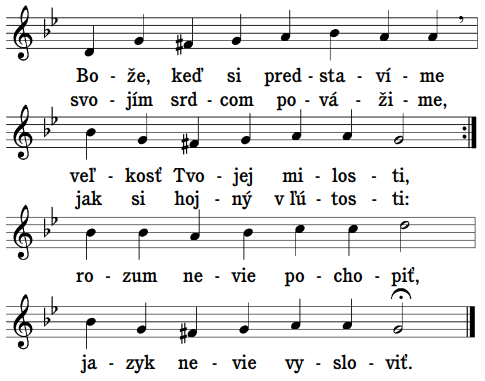 Bo - že, keď si pred - sta - ví - me
svo - jím srd - com po - vá - ži - me,
veľ - kosť Tvo - jej mi - los - ti,
jak si hoj - ný v ľú - tos - ti:
ro - zum ne - vie po - cho - piť,
ja - zyk ne - vie vy - slo - viť.